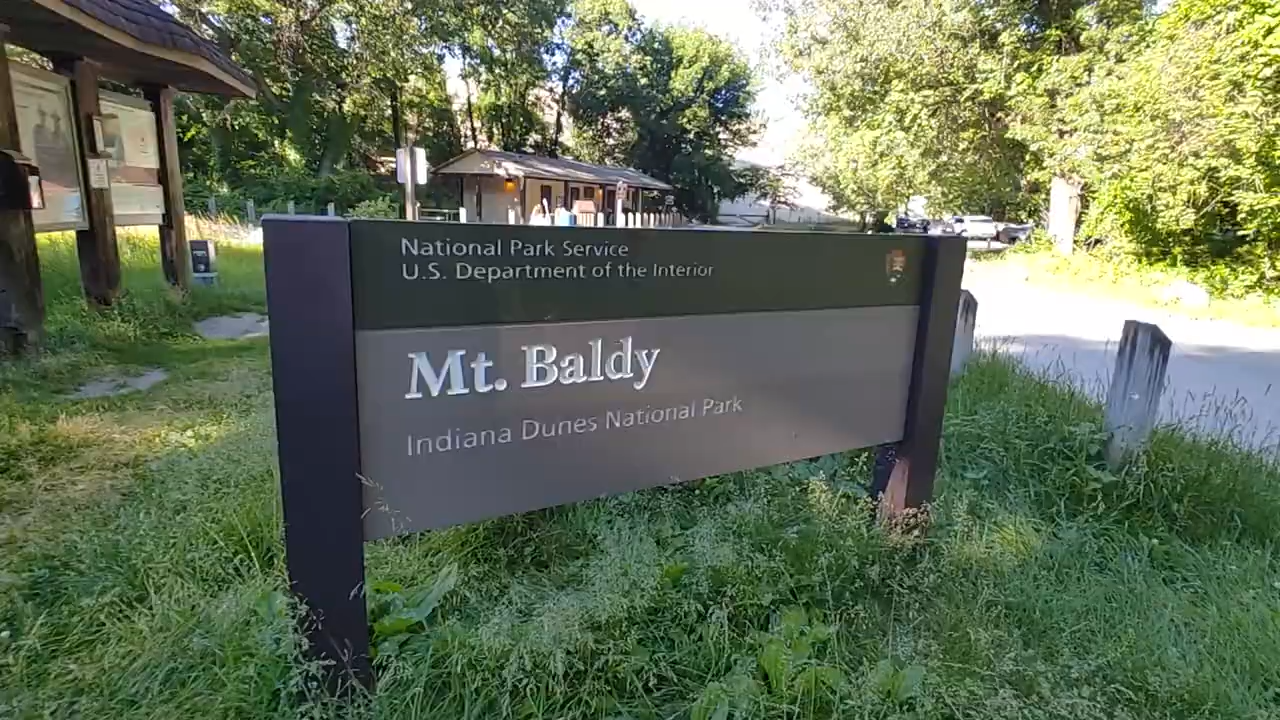 National Park Service
U.S. Department of the Interior
Mt. Baldy
Indiana Dunes National Park